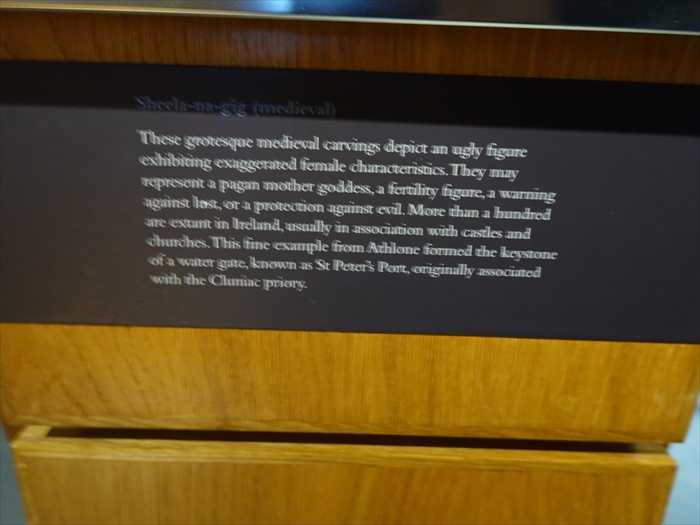 Sheela-na-gig (medieval)
These grotesque medieval carvings depict an ugly figure
exhibiting exaggerated female characteristics. They may
represent a pagan mother goddess, a fertility figure, a warning
against lust, or a protection against evil. More than a hundred
are extant in Ireland, usually in association with castles and
churches. This fine example from Athlone formed the keystone
of a water gate, known as St Peter's Port, originally associated
with the Cluniac priory.